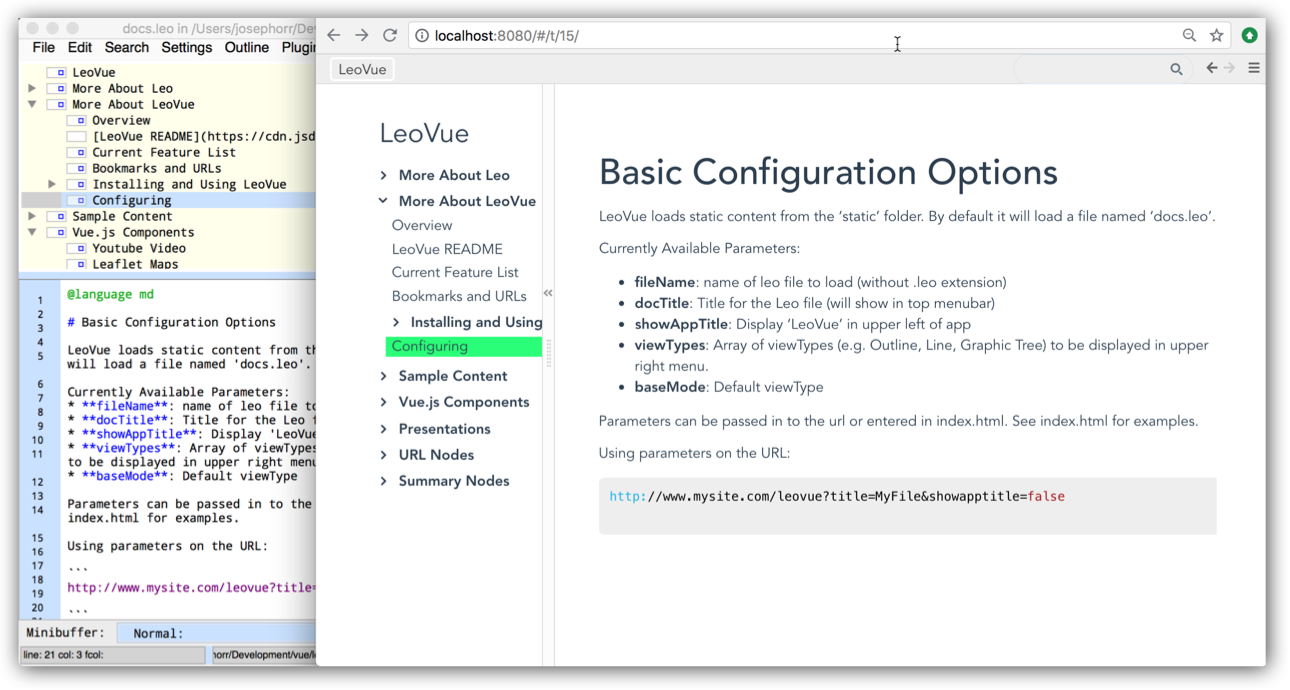 docs.leo in /Users/josephorr/De
File Edit Search Settings Outline Plugi
LeoVue
More About Leo
More About LeoVue
Overview
[LeoVue README](https://cdn.jsd
Current Feature List
Bookmarks and URLs
Installing and Using LeoVue
Configuring
Sample Content
Vue.js Components
Youtube Video
Leaflet Maps
1 @language md
2
3 # Basic Configuration Options
4
5 LeoVue loads static content from th
will load a file named 'docs.leo'.
6
7 Currently Available Parameters:
8 * **fileName**: name of leo file to
9 * **docTitle**: Title for the Leo f
10 * **showAppTitle**: Display 'LeoVue
11 * **viewTypes**: Array of viewTypes
to be displayed in upper right menu
12 * **baseMode**: Default viewType
13
14 Parameters can be passed in to the
index.html for examples.
15
16 Using parameters on the URL:
17
18 ```
19 http://www.mysite.com/leovue?title=
20 ```
Minibuffer: Normal:
line: 21 col: 3 fcol:
orr/Development/vue/l
localhost:8080/#/t/15/
LeoVue
LeoVue
More About Leo
More About LeoVue
Overview
LeoVue README
Current Feature List
Bookmarks and URLs
Installing and Using
Configuring
Sample Content
Vue.js Components
Presentations
URL Nodes
Summary Nodes
«
Basic Configuration Options
LeoVue loads static content from the ‘static’ folder. By default it will load a file named ‘docs.leo’.
Currently Available Parameters:
• fileName: name of leo file to load (without .leo extension)
• docTitle: Title for the Leo file (will show in top menubar)
• showAppTitle: Display ‘LeoVue’ in upper left of app
• viewTypes: Array of viewTypes (e.g. Outline, Line, Graphic Tree) to be displayed in upper
right menu.
• baseMode: Default viewType
Parameters can be passed in to the url or entered in index.html. See index.html for examples.
Using parameters on the URL:
http://www.mysite.com/leovue?title=MyFile&showapptitle=false